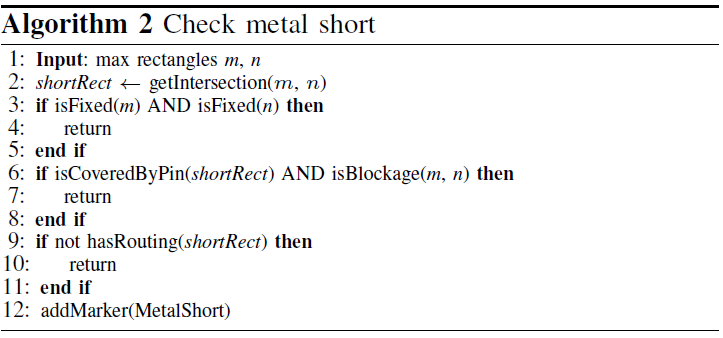 Algorithm 2 Check metal short
1: Input: max rectangles m, n
2: shortRect ← getIntersection(m, n)
3: if isFixed(m) AND isFixed(n) then
4: return
5: end if
6: if isCoveredByPin(shortRect) AND isBlockage(m, n) then
7: return
8: end if
9: if not hasRouting(shortRect) then
10: return
11: end if
12: addMarker(MetalShort)